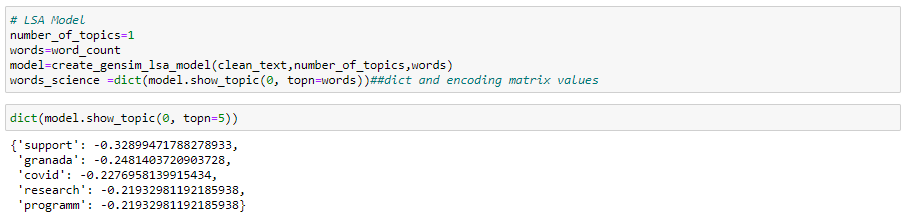 # LSA Model
number_of_topics=1
words=word_count
model=create_gensim_lsa_model(clean_text,number_of_topics,words)
words_science =dict(model.show_topic(0, topn=words))##dict and encoding matrix values
dict(model.show_topic(0, topn=5))
{'support': -0.32899471788278933,
'granada': -0.2481403720903728,
'covid': -0.2276958139915434,
'research': -0.21932981192185938,
'programm': -0.21932981192185938}